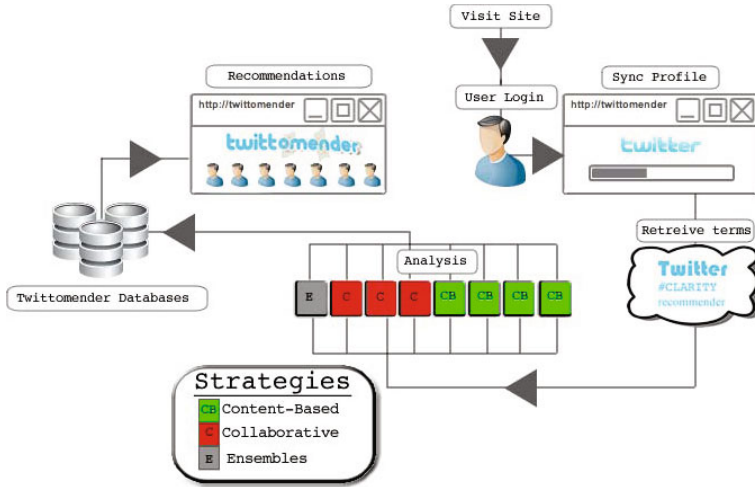 Visit Site
Recommendations
Sync Profile
http://twittomender
User Login
http://twittomender
twittomender
twitter
Retreive terms
Analysis
Twitter
#CLARITY
recommender
Twittomender Databases
E C C C CB CB CB CB
Strategies
CB Content-Based
C Collaborative
E Ensembles